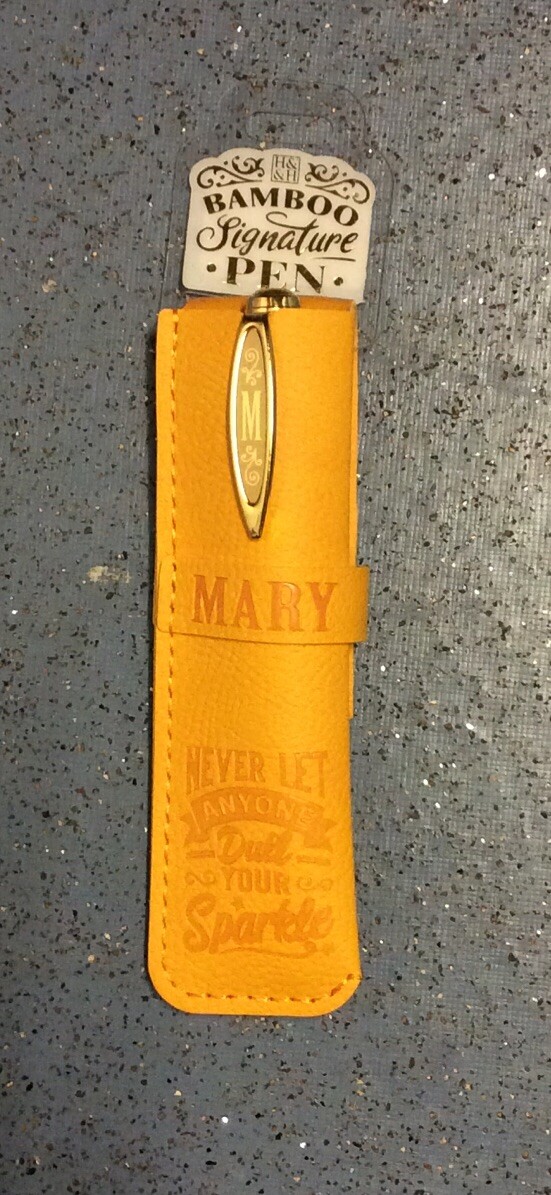 H&
&H
BAMBOO
Signature
•PEN•
M
MARY
NEVER LET
ANYONE
Dull
YOUR
Sparkle